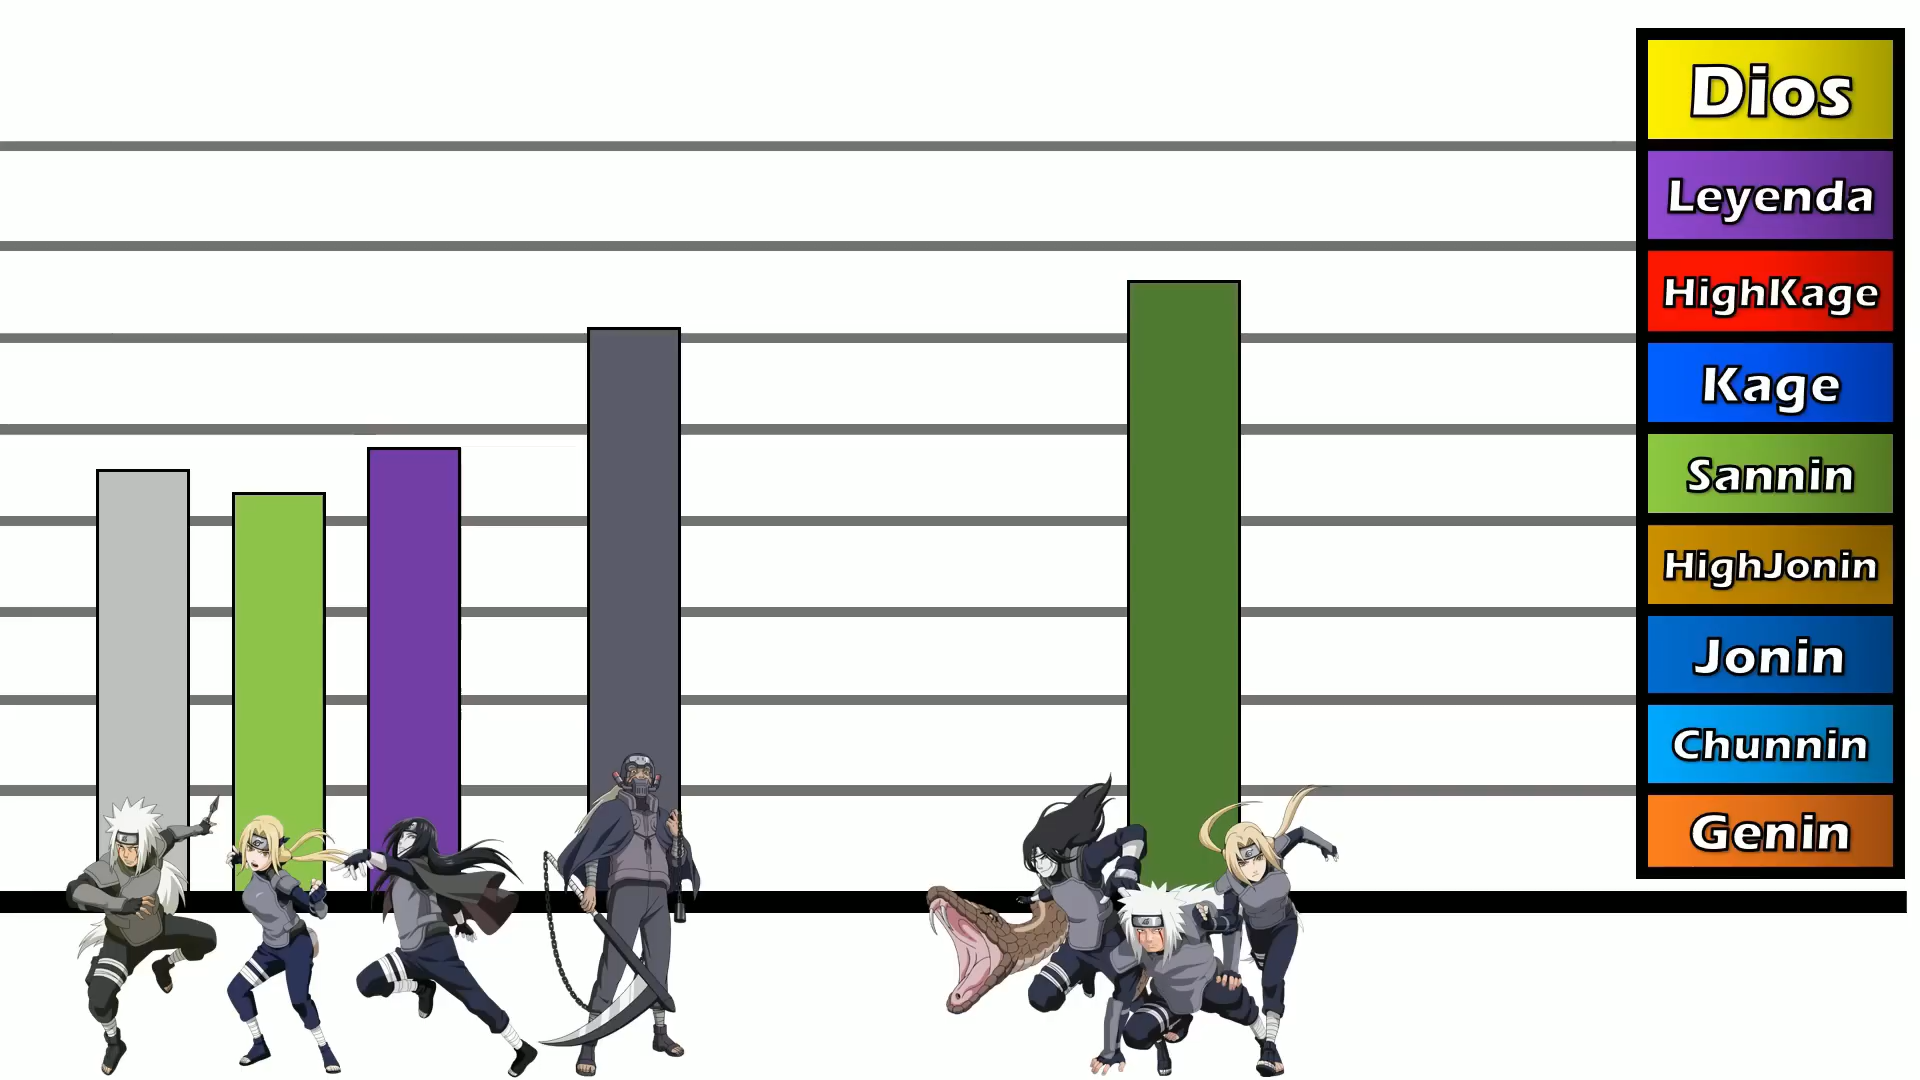 Dios
Leyenda
HighKage
Kage
Sannin
HighJonin
Jonin
Chunnin
Genin